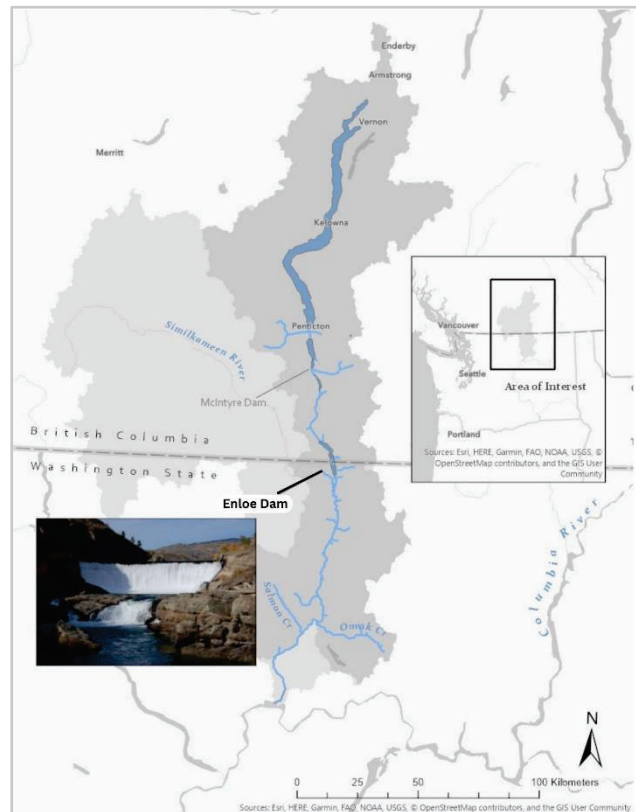 Enderby
Armstrong
Vernon
Merritt
Kelowna
Similkameen River
Penticton
McIntyre Dam
British Columbia
Washington State
Enloe Dam
Vancouver
Seattle
Portland
Area of Interest
Sources: Esri, HERE, Garmin, FAO, NOAA, USGS, ©
OpenStreetMap contributors, and the GIS User
Community
Columbia River
Salmon Cr
Omak Cr
N
0 25 50 100 Kilometers
Sources: Esri, HERE, Garmin, FAO, NOAA, USGS, © OpenStreetMap contributors, and the GIS User Community